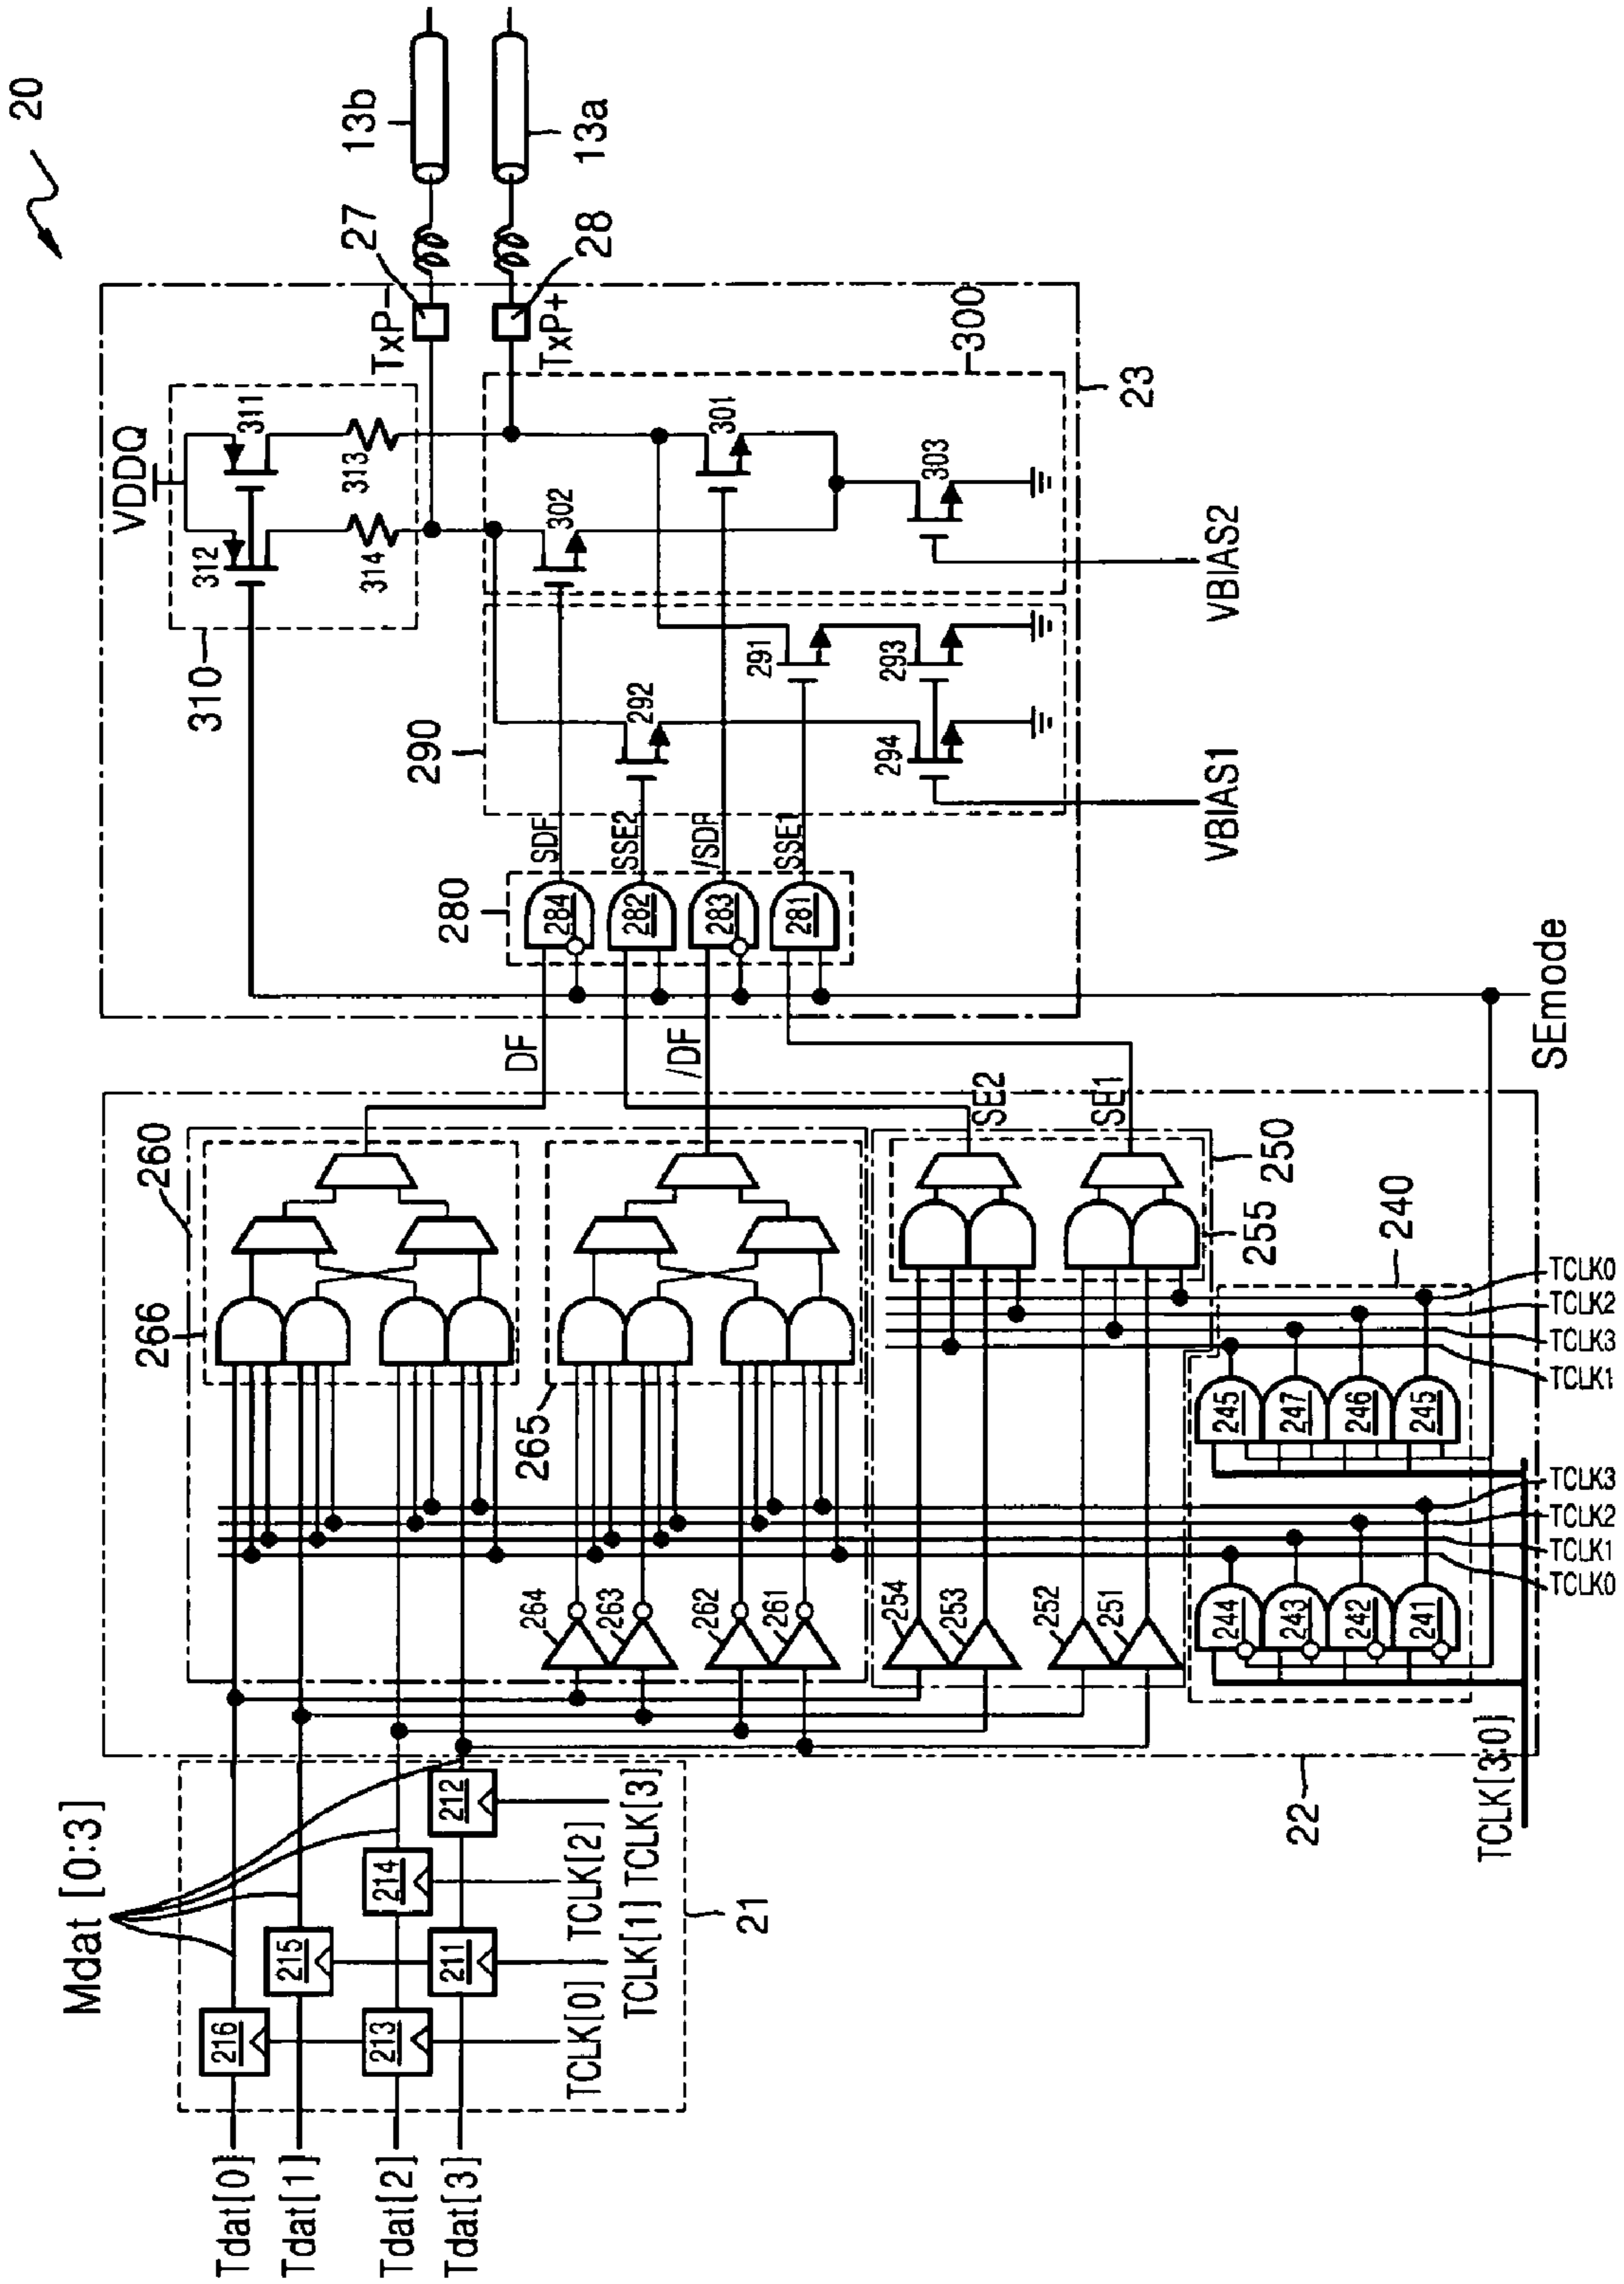 20
13b
13a
27
28
TxP-
TxP+
VDDQ
311
312
313
314
310
300
23
301
302
303
VBIAS2
290
291
292
293
294
VBIAS1
280
SDF
SSE2
/SDF
SSE1
284
282
283
281
SEmode
DF
/DF
SE2
SE1
260
266
265
250
255
240
TCLK0
TCLK2
TCLK3
TCLK1
245
247
246
245
TCLK3
TCLK2
TCLK1
TCLK0
264
263
262
261
254
253
252
251
244
243
242
241
TCLK[3:0]
22
Mdat [0:3]
212
214
215
211
216
213
TCLK[3]
TCLK[2]
TCLK[1]
TCLK[0]
21
Tdat[0]
Tdat[1]
Tdat[2]
Tdat[3]